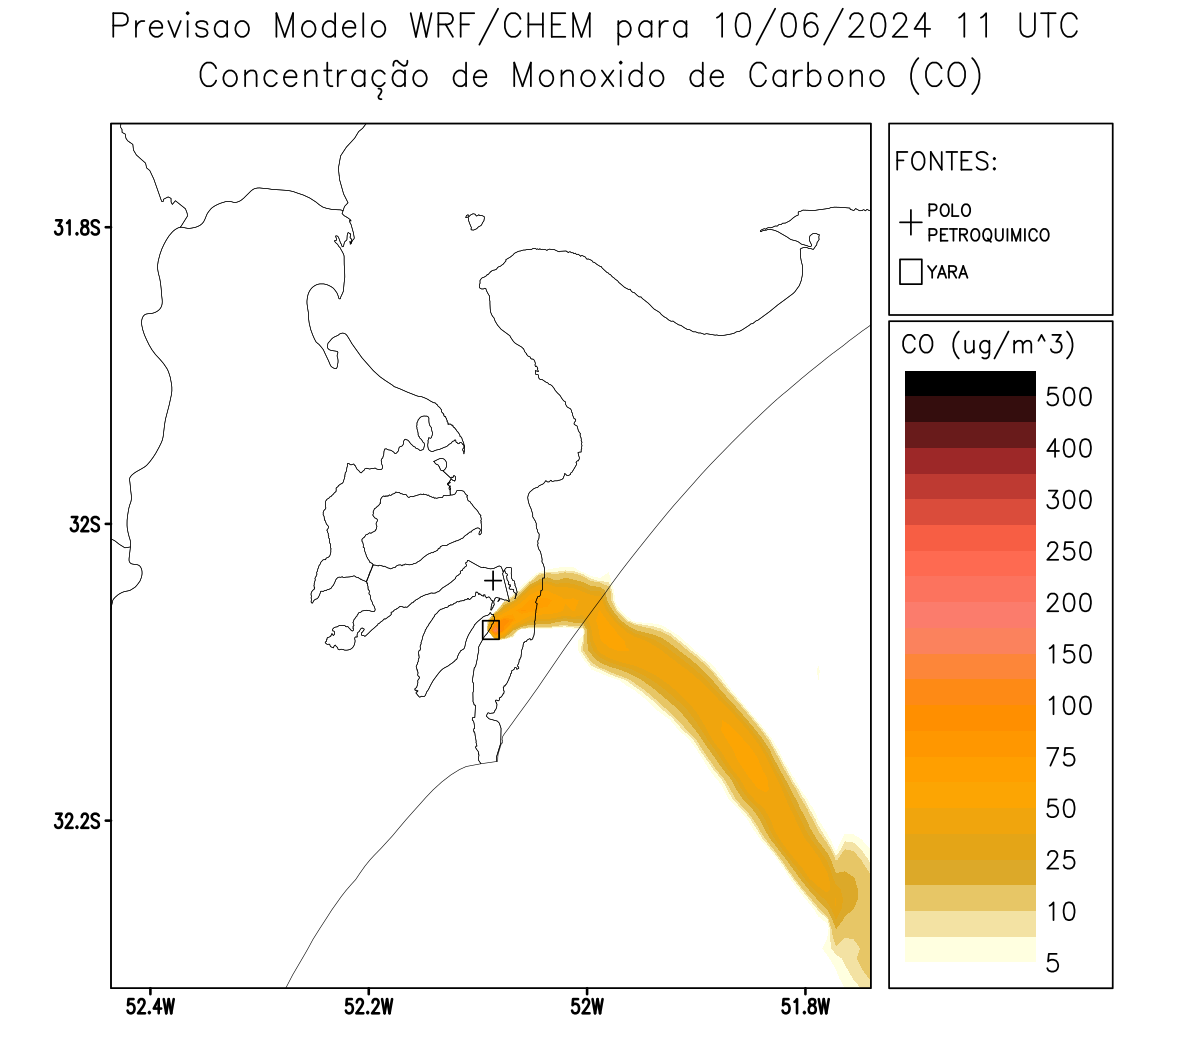 Previsao Modelo WRF/CHEM para 10/06/2024 11 UTC
Concentração de Monoxido de Carbono (CO)
FONTES:
POLO
PETROQUIMICO
YARA
CO (ug/m^3)
500
400
300
250
200
150
100
75
50
25
10
5
31.8S
32S
32.2S
52.4W
52.2W
52W
51.8W